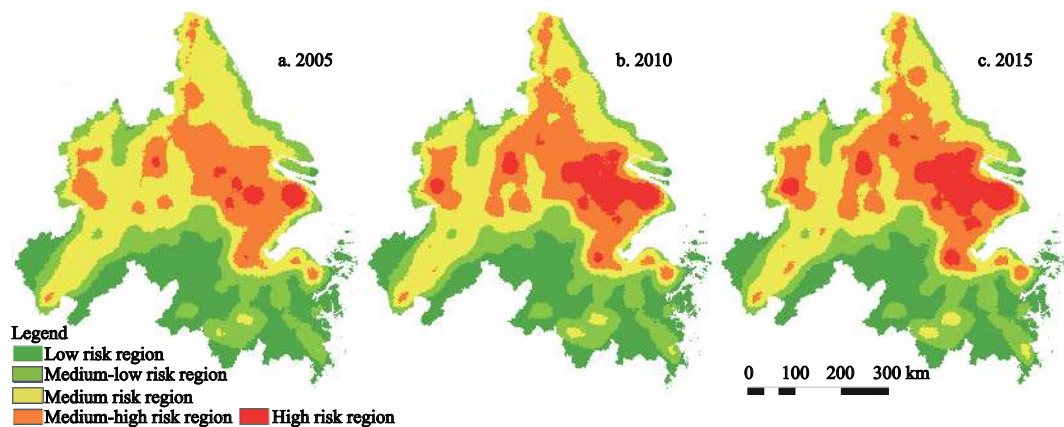 a. 2005
b. 2010
c. 2015
Legend
Low risk region
Medium-low risk region
Medium risk region
Medium-high risk region High risk region
0 100 200 300 km